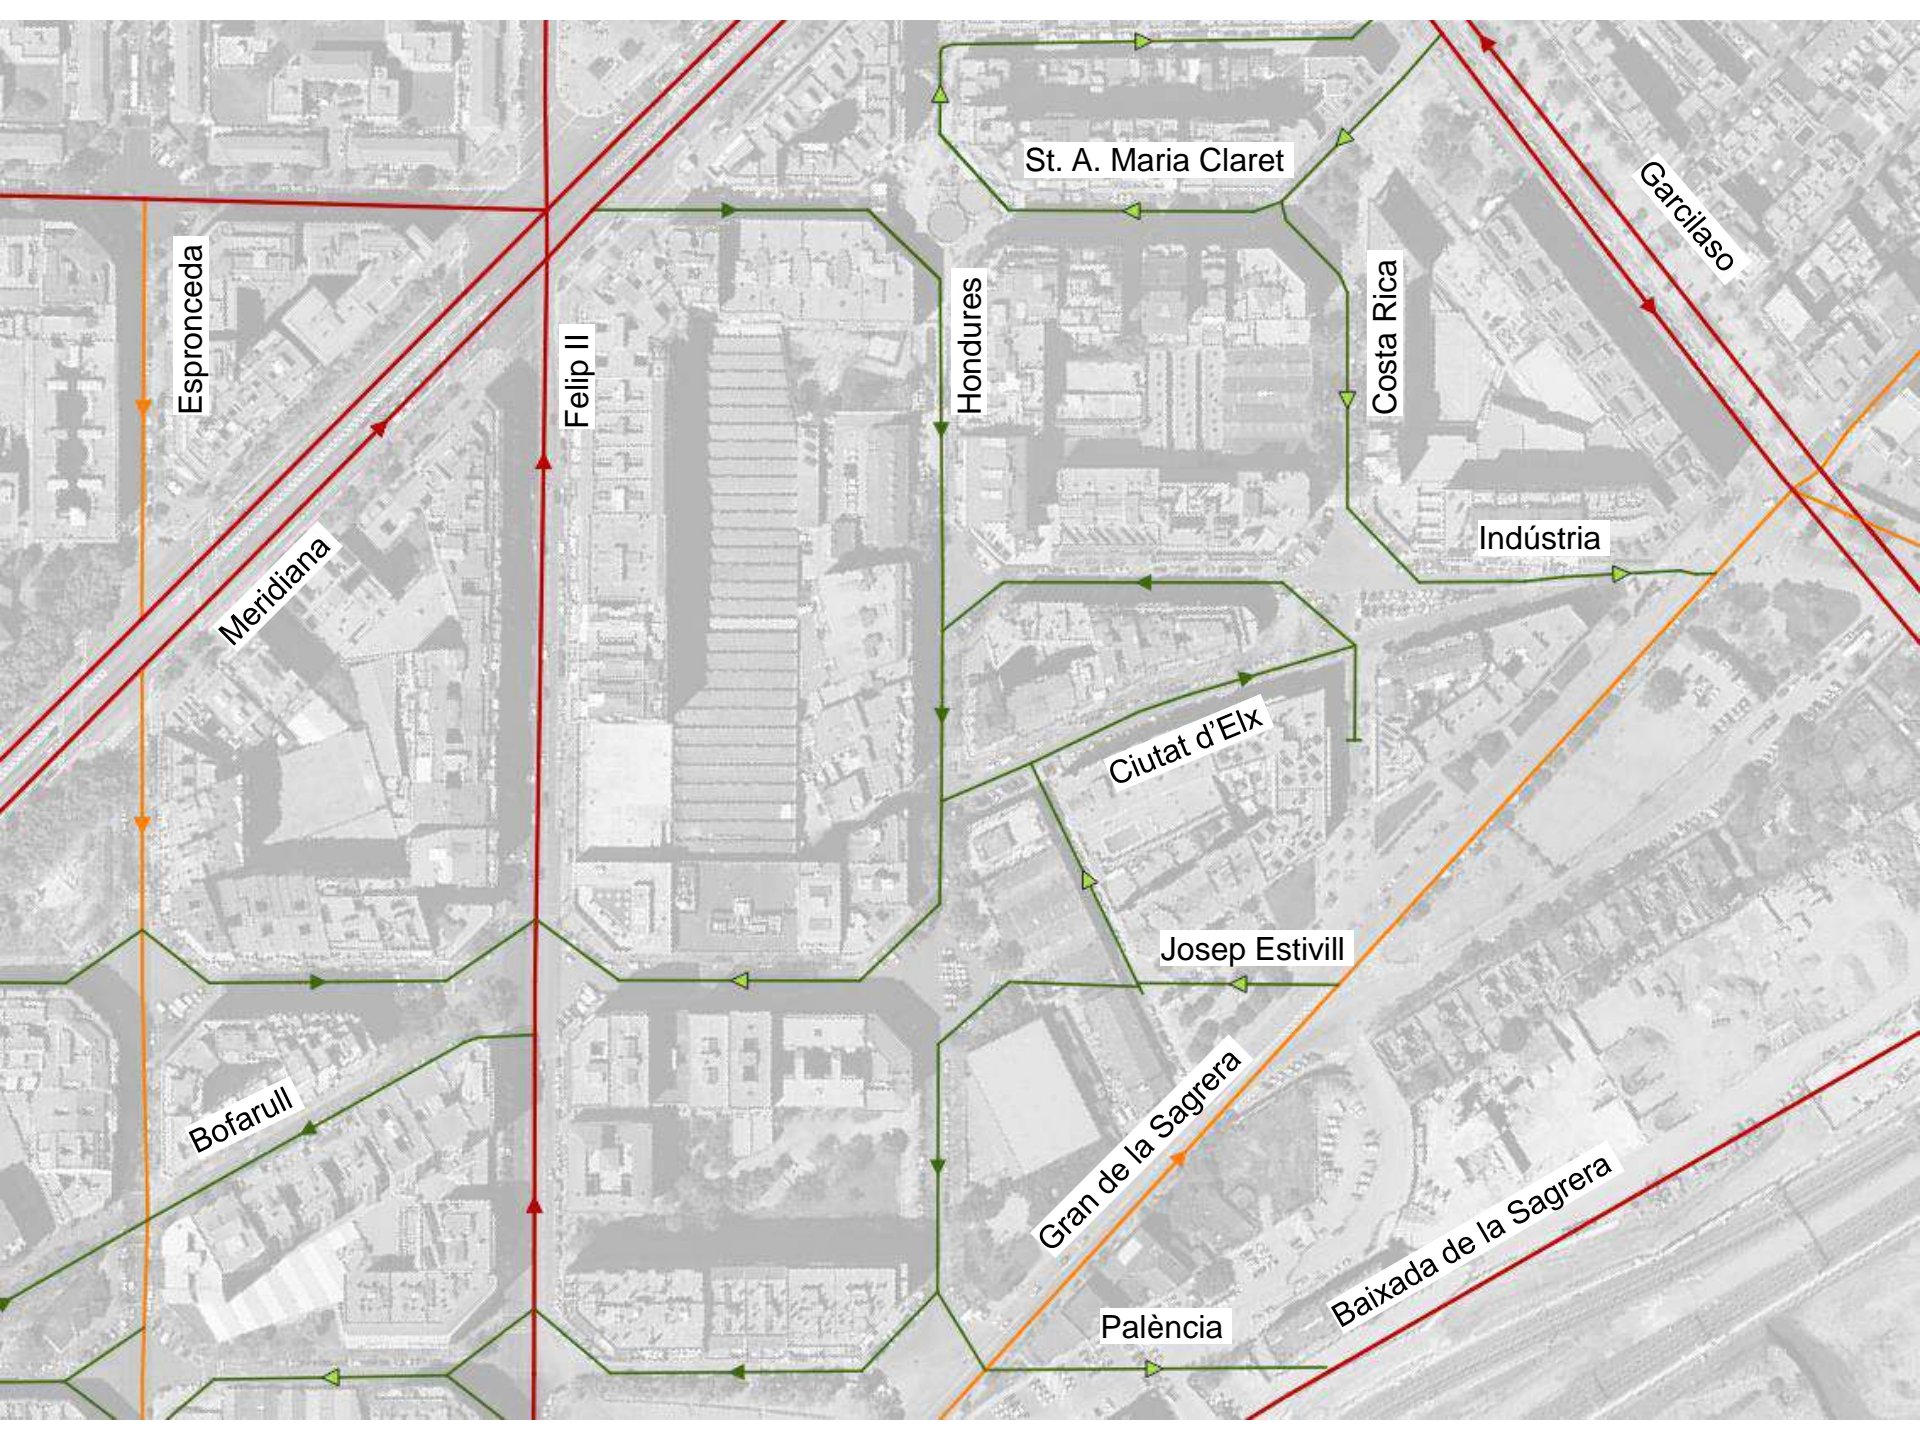 St. A. Maria Claret
Garcilaso
Espronceda
Felip II
Hondures
Costa Rica
Meridiana
Indústria
Ciutat d’Elx
Josep Estivill
Bofarull
Gran de la Sagrera
Baixada de la Sagrera
Palència